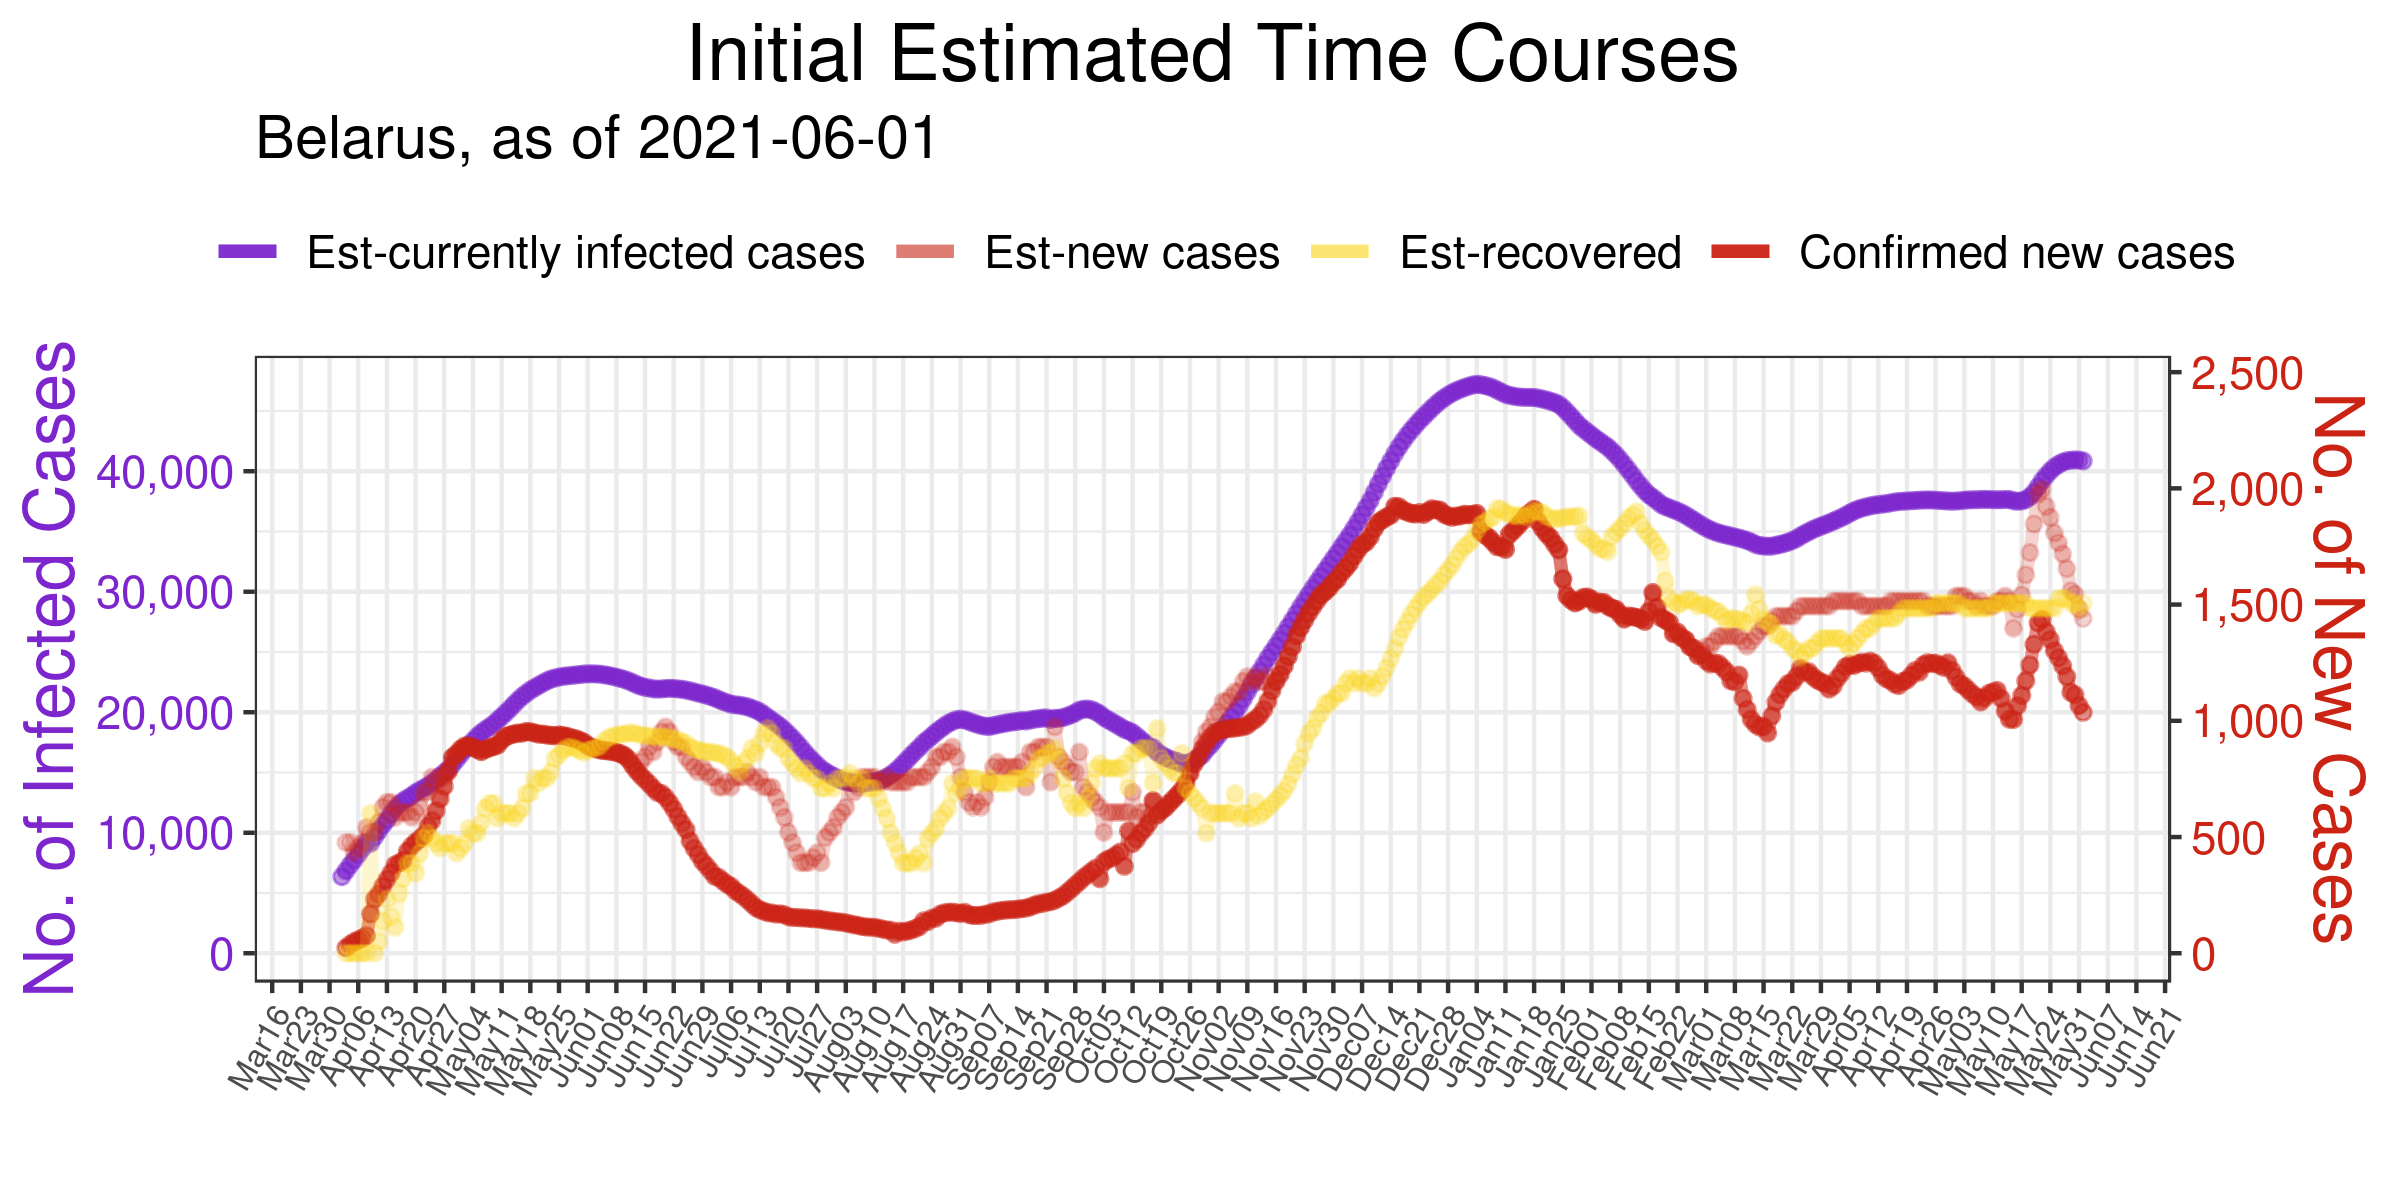 Initial Estimated Time Courses
Belarus, as of 2021-06-01
Est-currently infected cases Est-new cases Est-recovered Confirmed new cases
No. of Infected Cases
40,000
30,000
20,000
10,000
0
2,500
2,000
1,500
1,000
500
0
No. of New Cases
Mar16 Mar23 Mar30 Apr06 Apr13 Apr20 Apr27 May04 May11 May18 May25 Jun01 Jun08 Jun15 Jun22 Jun29 Jul06 Jul13 Jul20 Jul27 Aug03 Aug10 Aug17 Aug24 Aug31 Sep07 Sep14 Sep21 Sep28 Oct05 Oct12 Oct19 Oct26 Nov02 Nov09 Nov16 Nov23 Nov30 Dec07 Dec14 Dec21 Dec28 Jan04 Jan11 Jan18 Jan25 Feb01 Feb08 Feb15 Feb22 Mar01 Mar08 Mar15 Mar22 Mar29 Apr05 Apr12 Apr19 Apr26 May03 May10 May17 May24 May31 Jun07 Jun14 Jun21